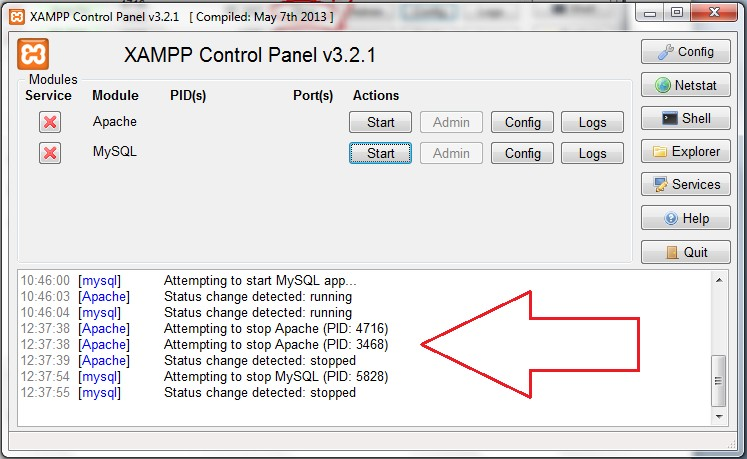 XAMPP Control Panel v3.2.1 [ Compiled: May 7th 2013 ]
XAMPP Control Panel v3.2.1
Config
Modules
Service Module PID(s) Port(s) Actions
Netstat
Apache Start Admin Config Logs
Shell
MySQL Start Admin Config Logs
Explorer
Services
Help
Quit
10:46:00 [mysql] Attempting to start MySQL app...
10:46:03 [Apache] Status change detected: running
10:46:04 [mysql] Status change detected: running
12:37:38 [Apache] Attempting to stop Apache (PID: 4716)
12:37:38 [Apache] Attempting to stop Apache (PID: 3468)
12:37:39 [Apache] Status change detected: stopped
12:37:54 [mysql] Attempting to stop MySQL (PID: 5828)
12:37:55 [mysql] Status change detected: stopped